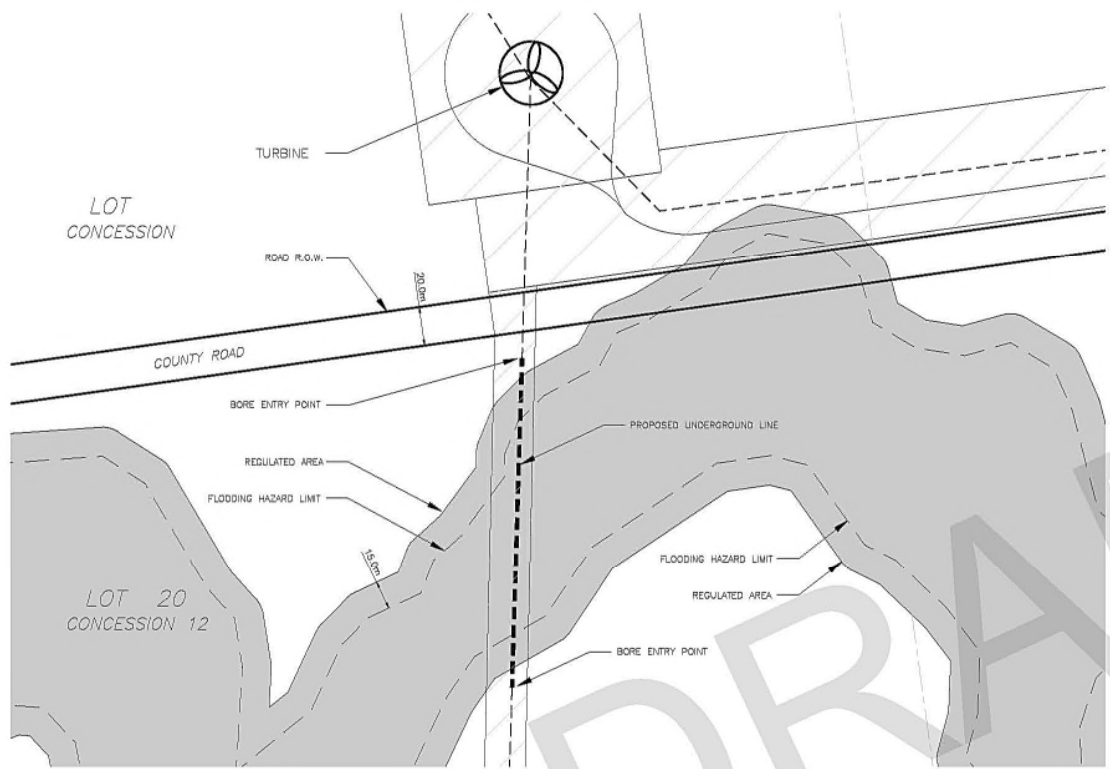 TURBINE
LOT
CONCESSION
ROAD R.O.W.
20.0m
COUNTY ROAD
BORE ENTRY POINT
PROPOSED UNDERGROUND LINE
REGULATED AREA
FLOODING HAZARD LIMIT
15.0m
FLOODING HAZARD LIMIT
REGULATED AREA
LOT 20
CONCESSION 12
BORE ENTRY POINT
DRA